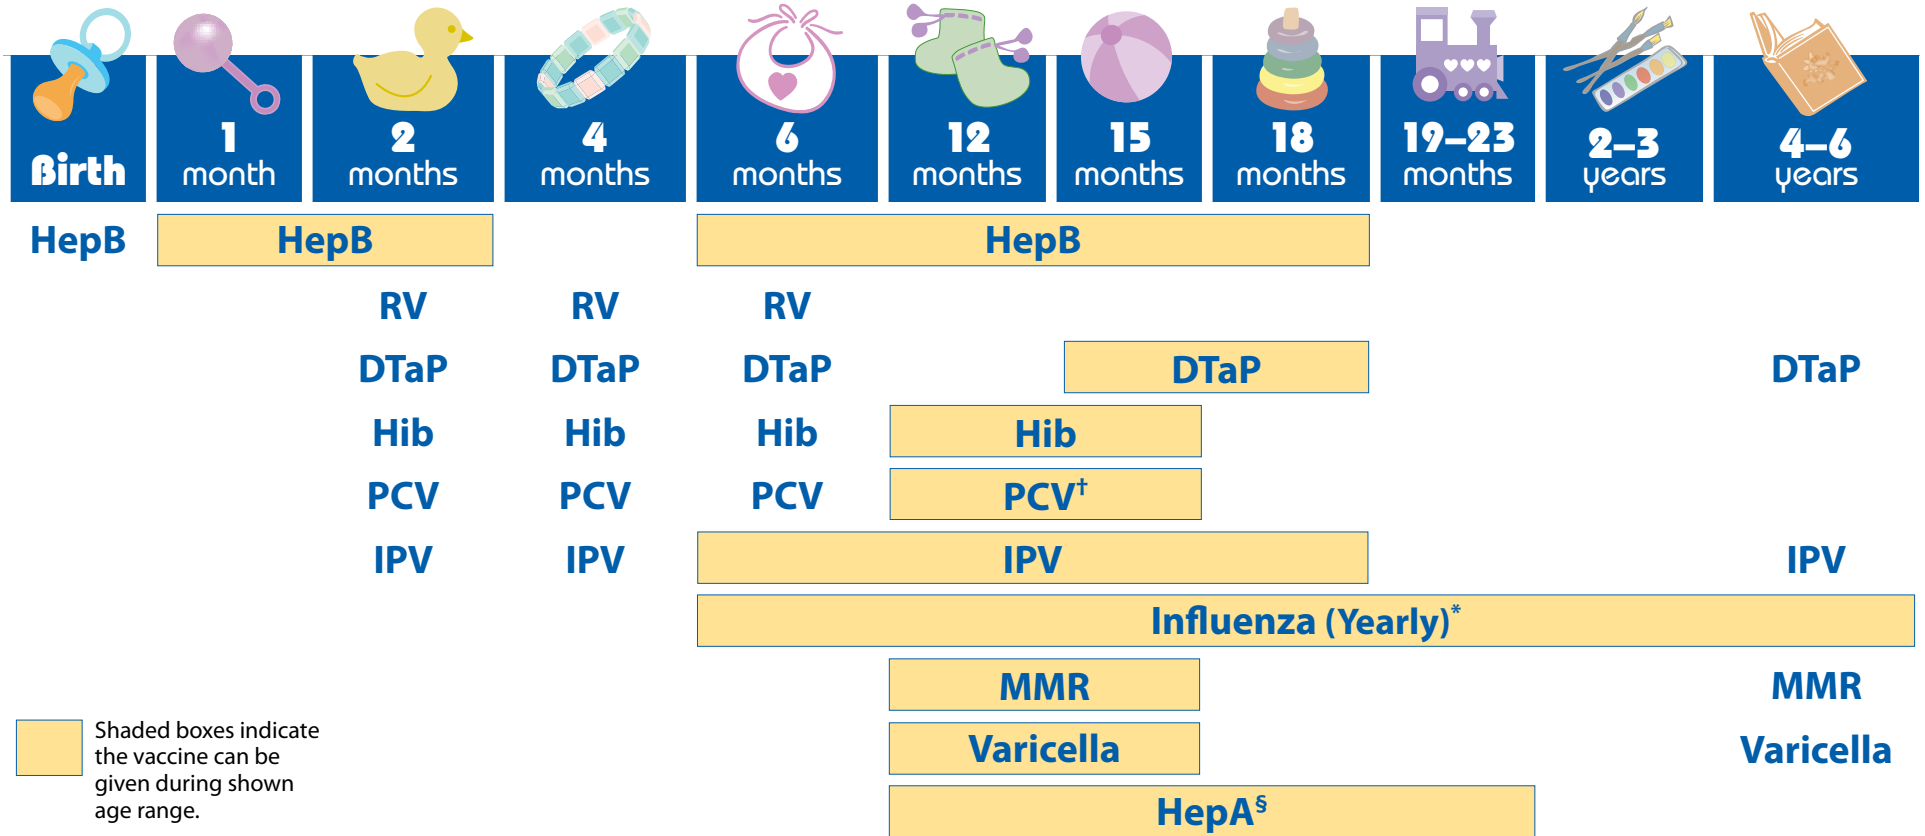 Birth
1
month
2
months
4
months
6
months
12
months
15
months
18
months
19–23
months
2–3
years
4–6
years
HepB HepB HepB
RV RV RV
DTaP DTaP DTaP DTaP DTaP
Hib Hib Hib Hib
PCV PCV PCV PCV†
IPV IPV IPV IPV
Influenza (Yearly)*
MMR MMR
Varicella Varicella
HepA§
Shaded boxes indicate
the vaccine can be
given during shown
age range.